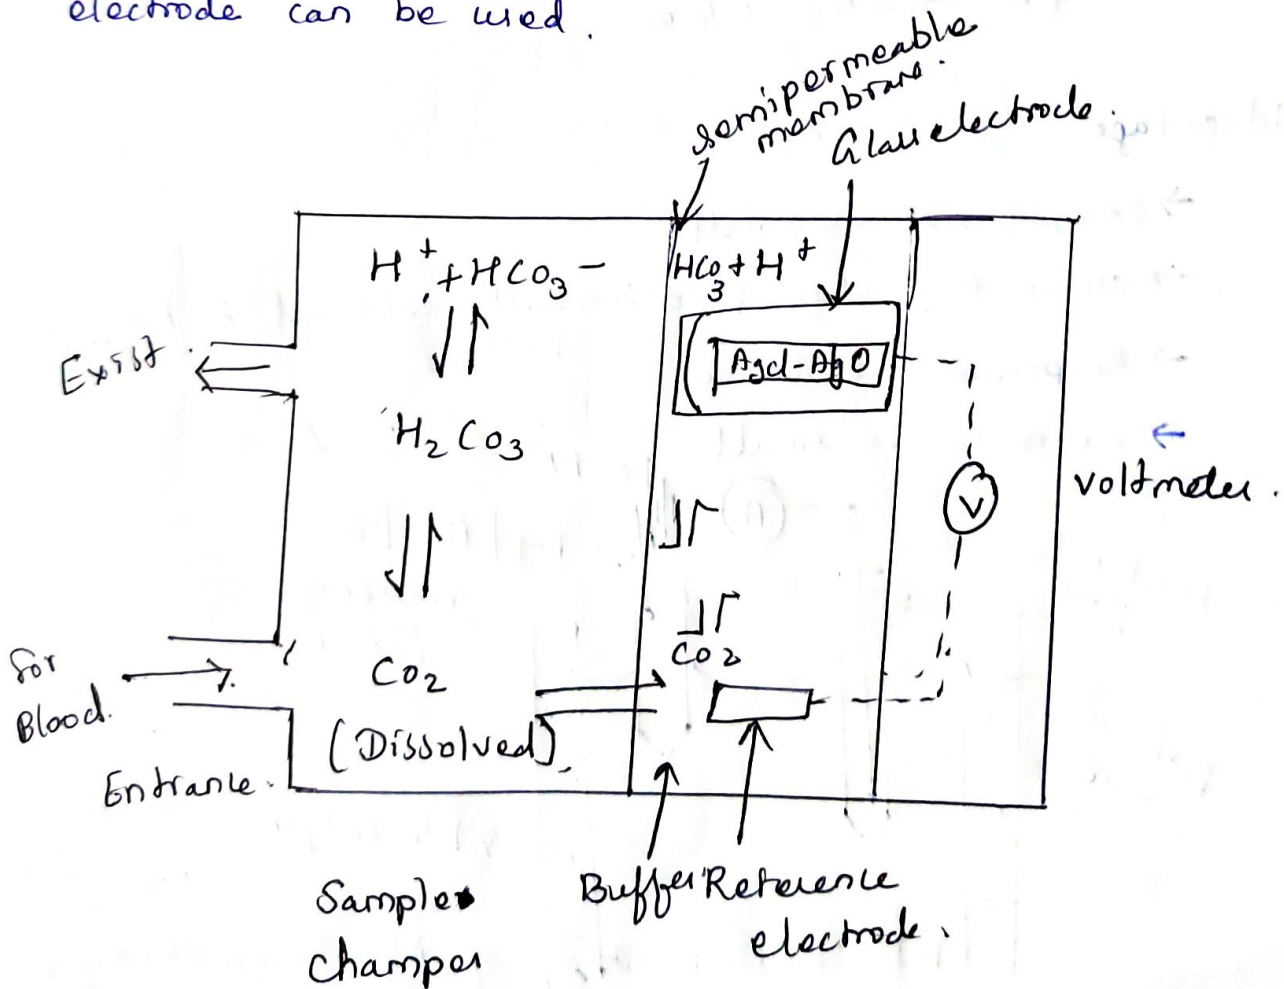 electrode can be used.
semipermeable
membrane.
Glass electrode.
H⁺ + HCO₃⁻
HCO₃ + H⁺
Agcl-AgO
Exist
H₂CO₃
V
voltmeter.
for
Blood.
Entrance.
CO₂
(Dissolved)
CO₂
Sample
champer
Buffer
Reference
electrode.